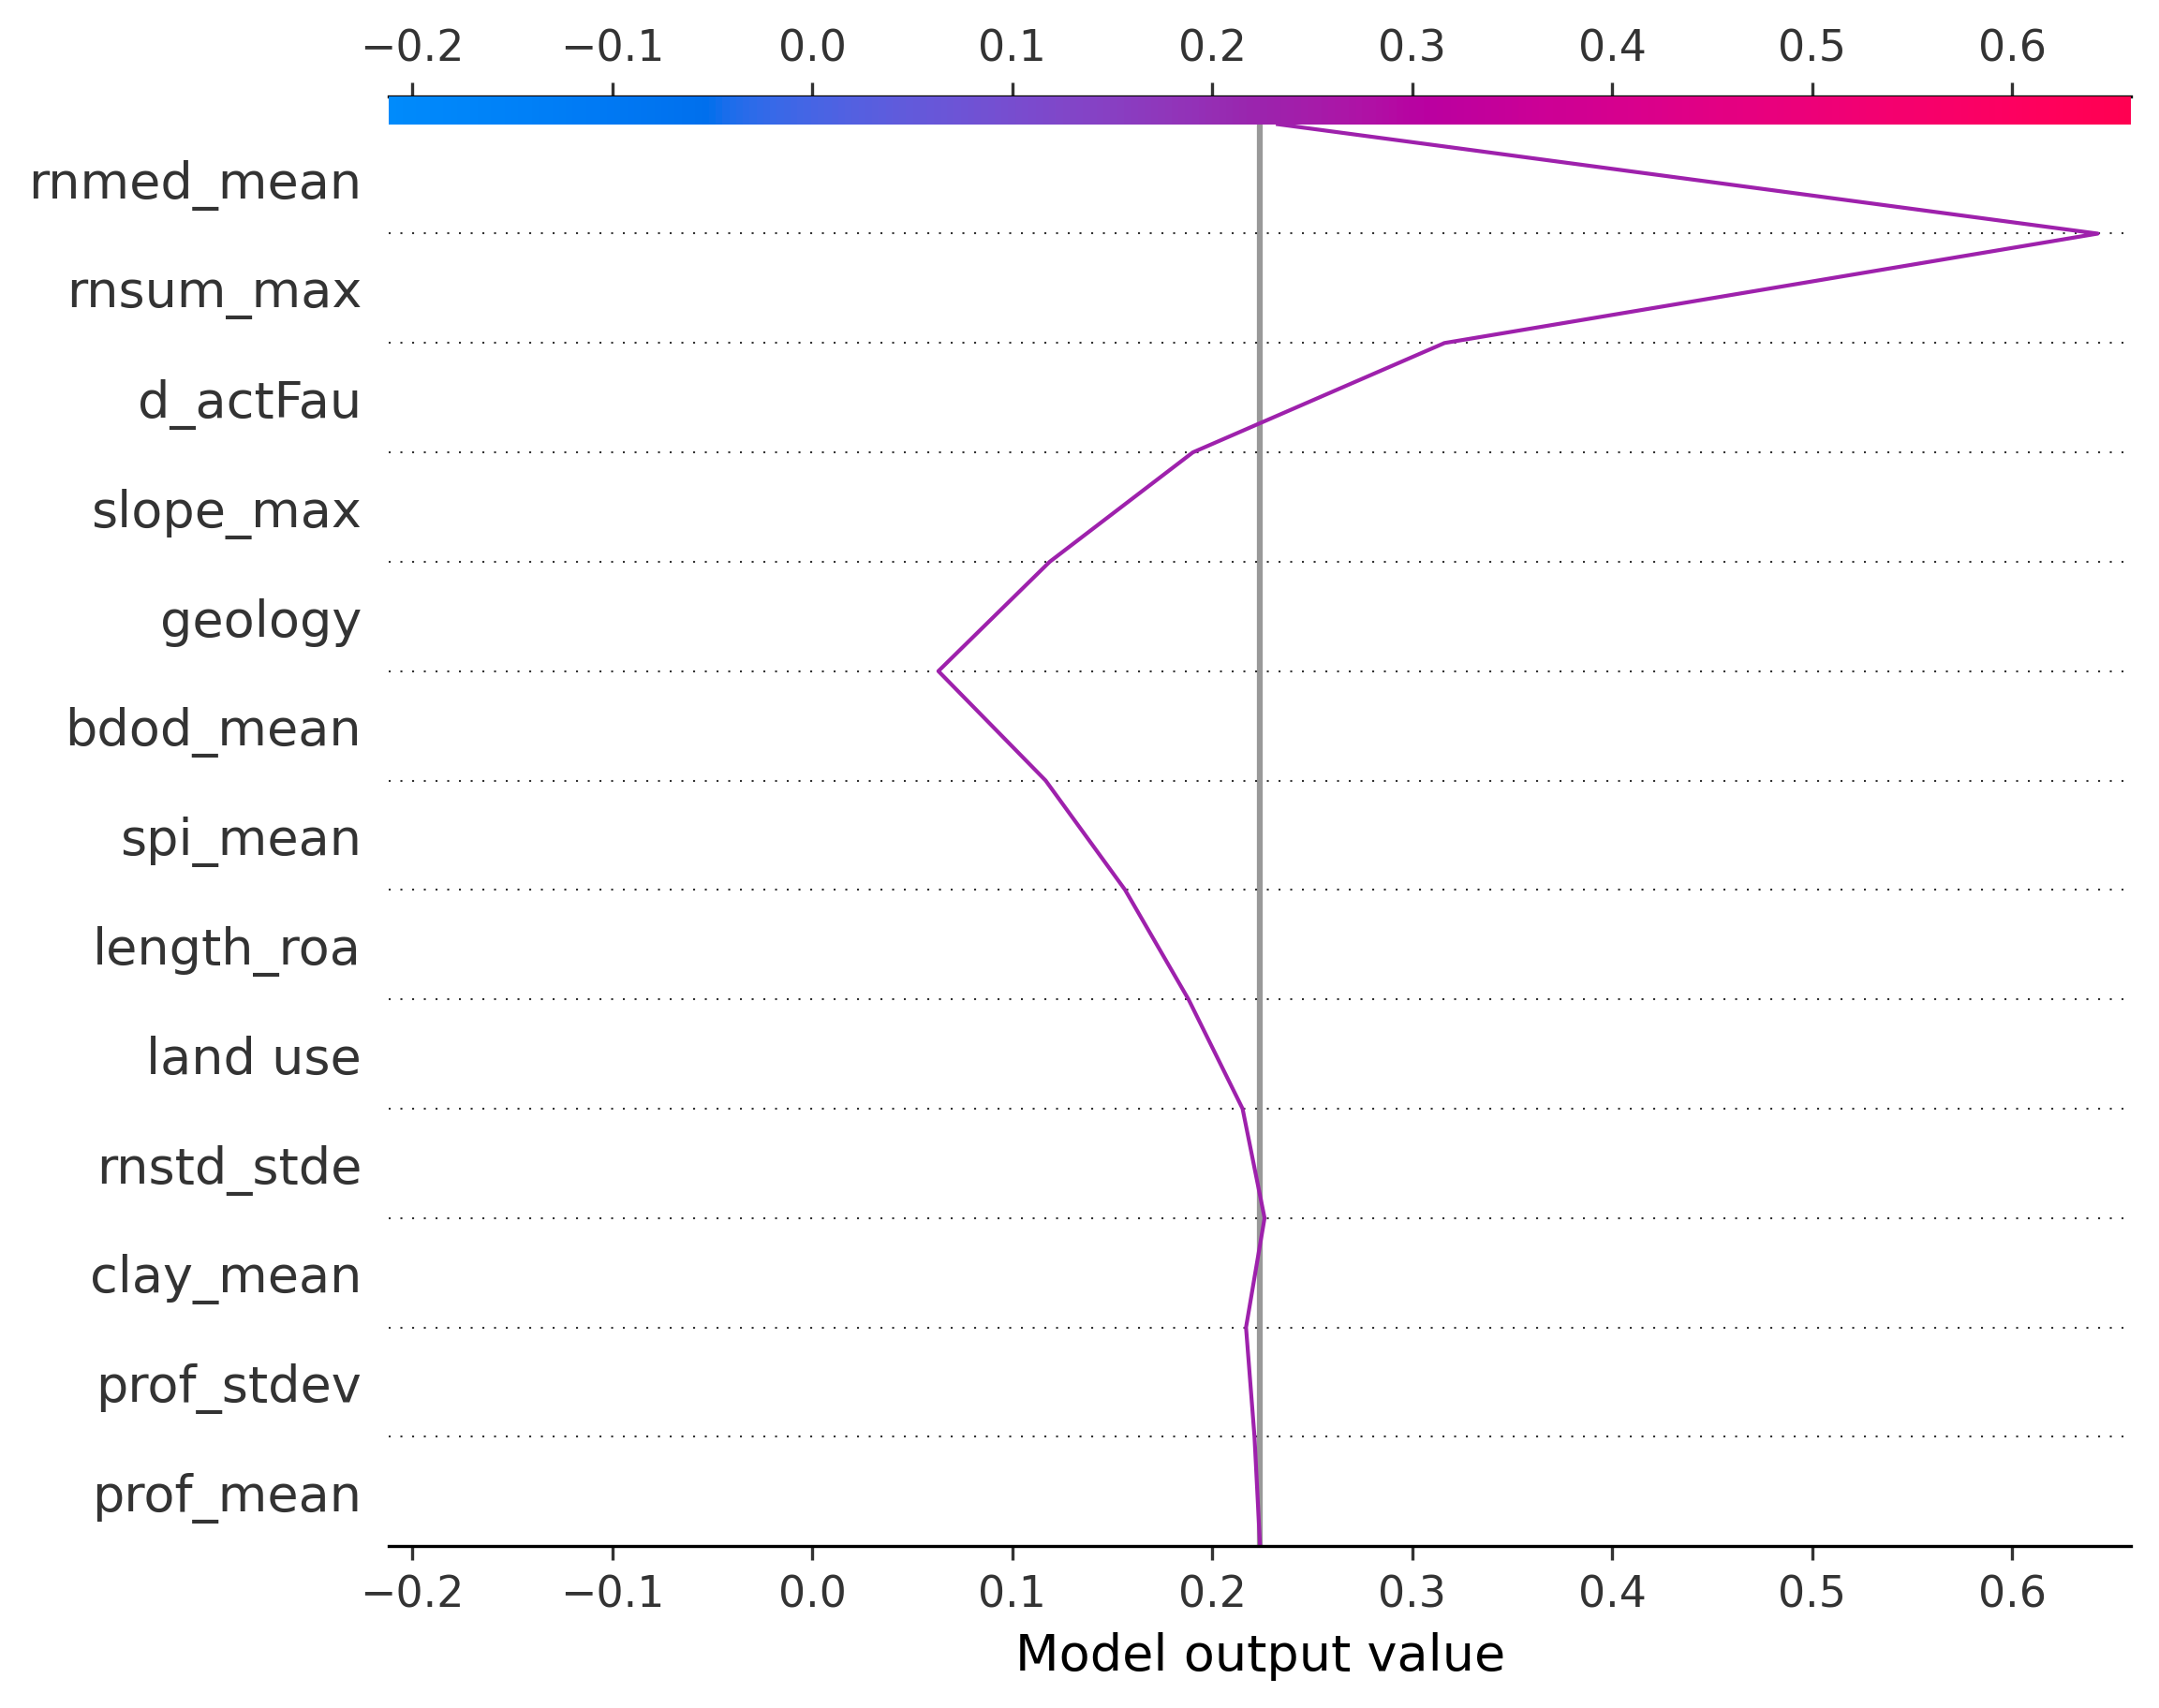 −0.2 −0.1 0.0 0.1 0.2 0.3 0.4 0.5 0.6
rnmed_mean
rnsum_max
d_actFau
slope_max
geology
bdod_mean
spi_mean
length_roa
land use
rnstd_stde
clay_mean
prof_stdev
prof_mean
−0.2 −0.1 0.0 0.1 0.2 0.3 0.4 0.5 0.6
Model output value